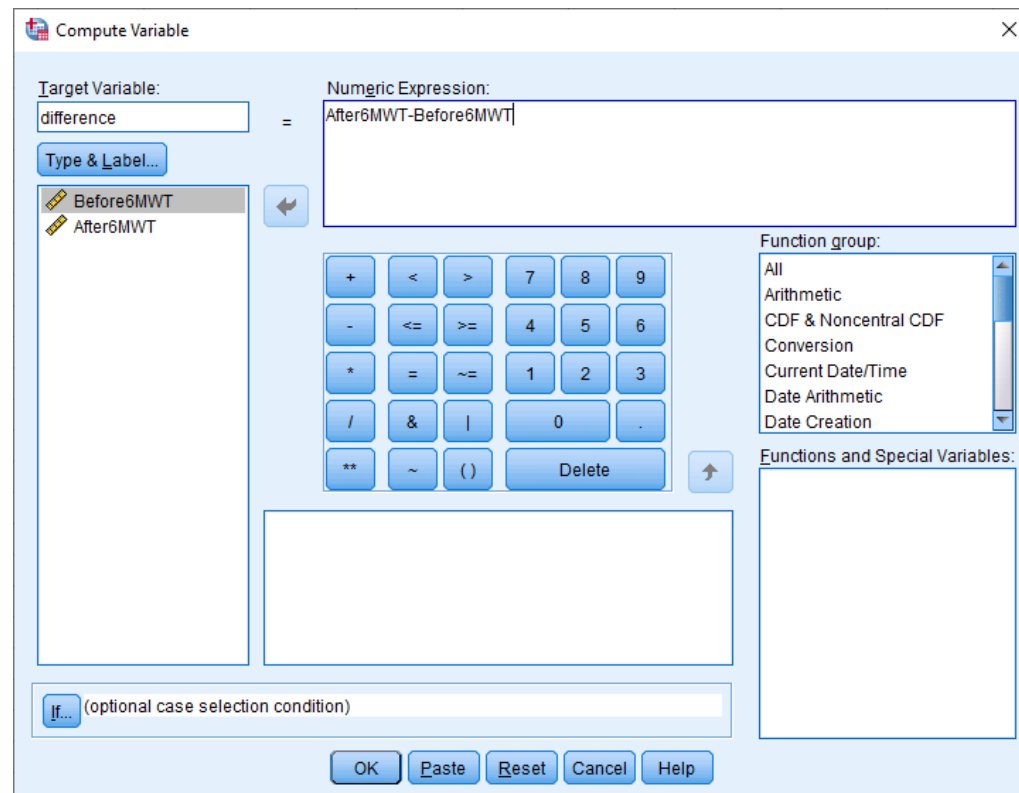 Compute Variable
Target Variable:
difference
=
Numeric Expression:
After6MWT-Before6MWT
Type & Label...
Before6MWT
After6MWT
+ < > 7 8 9
- <= >= 4 5 6
* = ~= 1 2 3
/ & | 0 .
** ~ ( ) Delete
Function group:
All
Arithmetic
CDF & Noncentral CDF
Conversion
Current Date/Time
Date Arithmetic
Date Creation
Functions and Special Variables:
If... (optional case selection condition)
OK Paste Reset Cancel Help